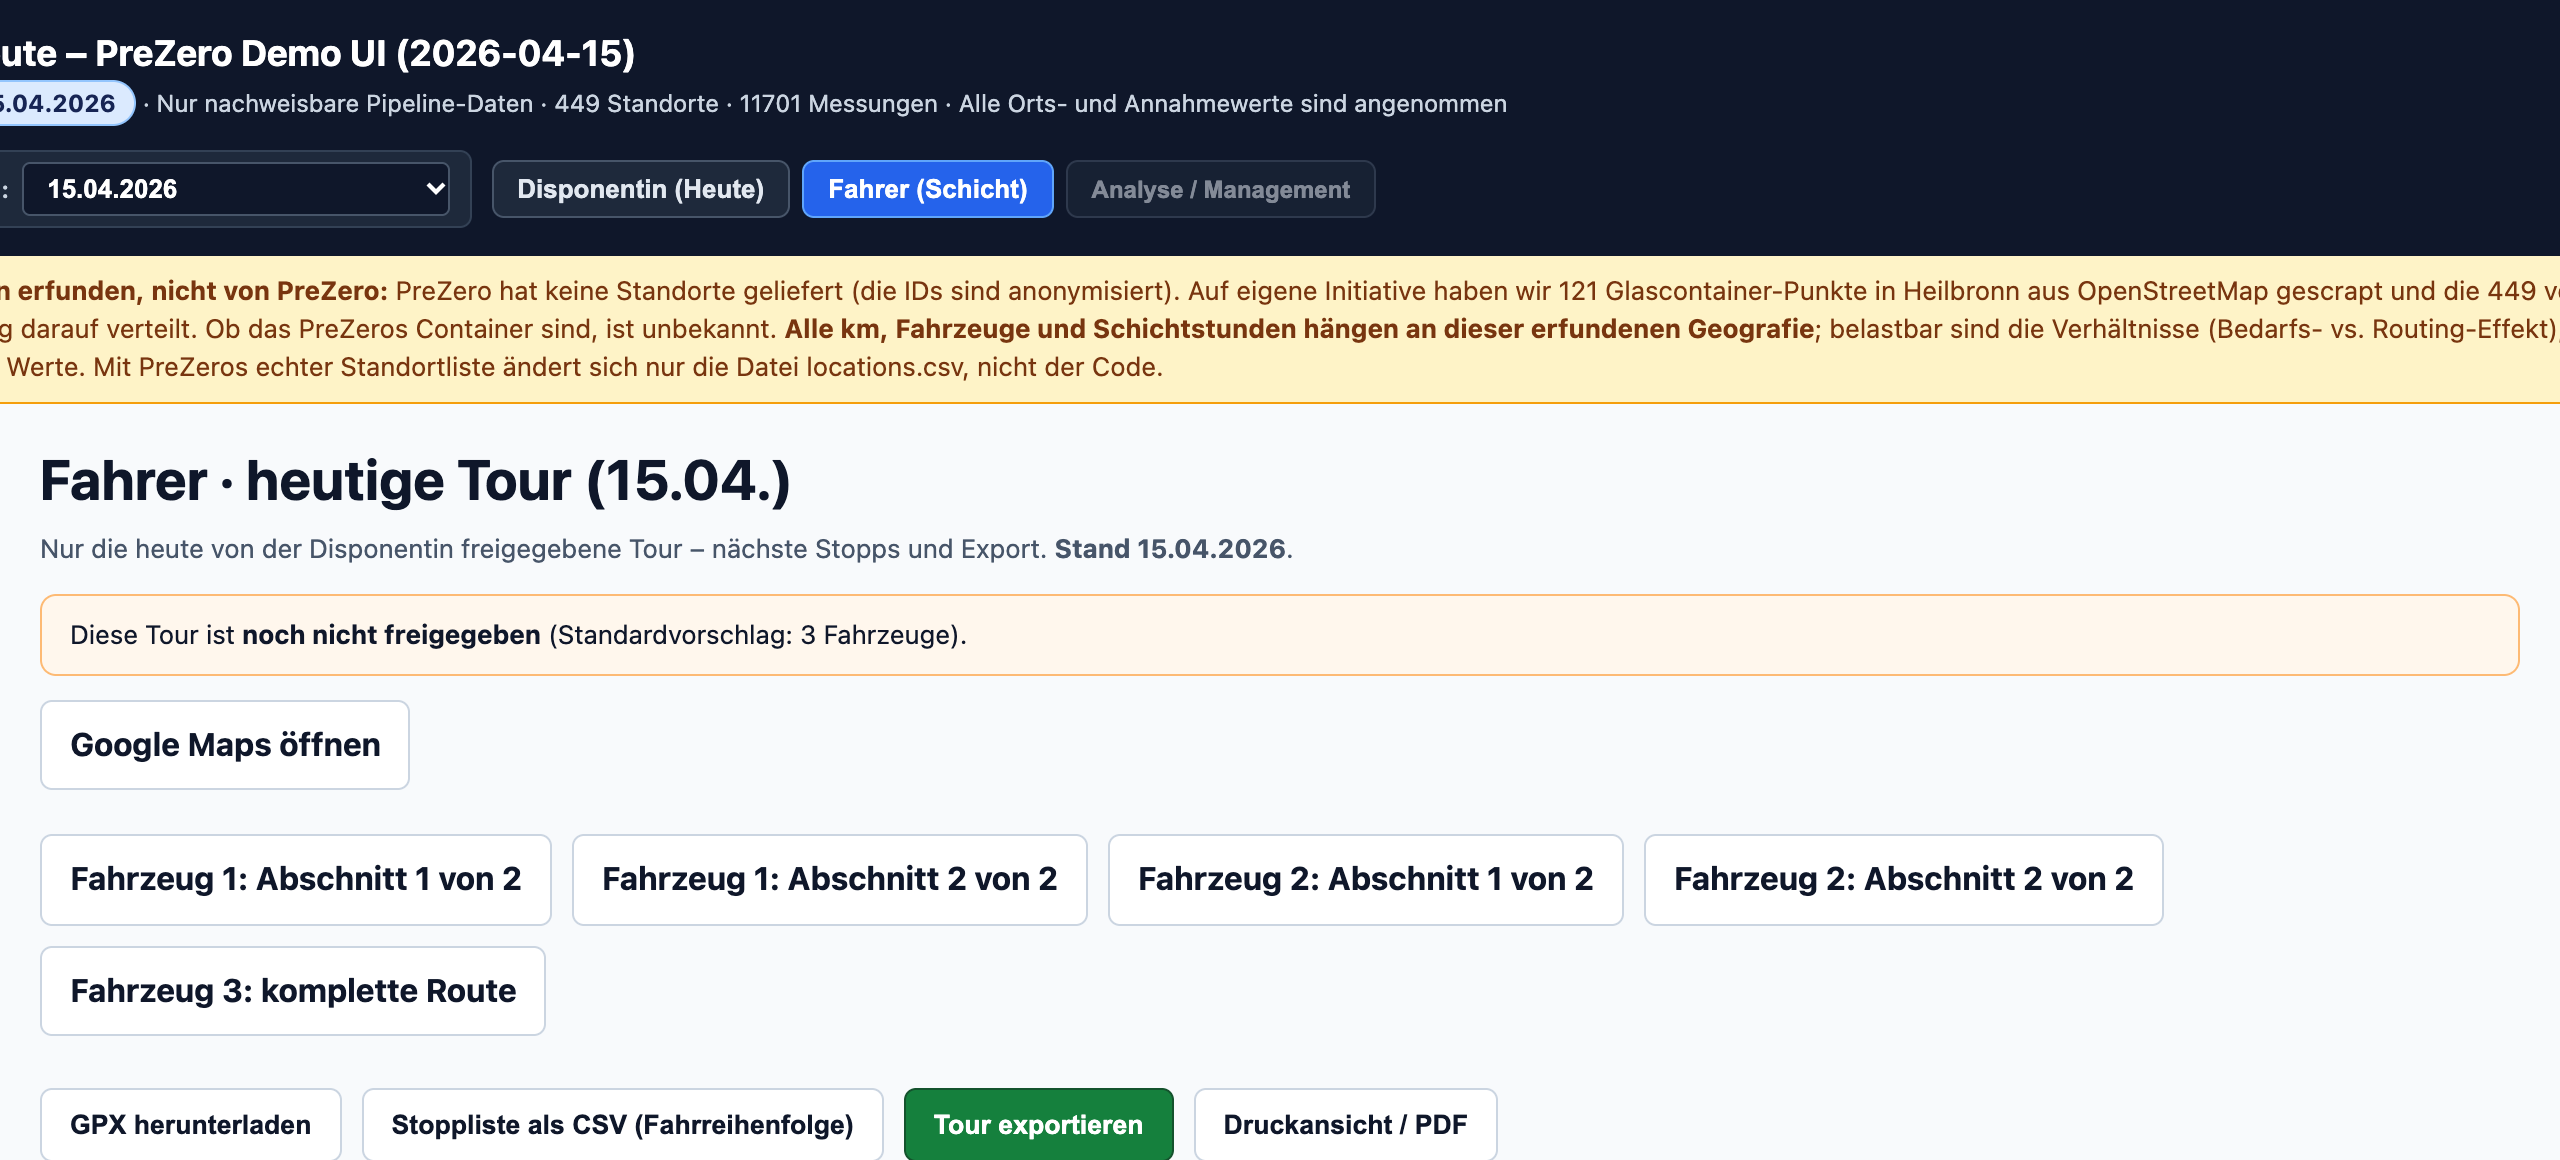 ute – PreZero Demo UI (2026-04-15)
5.04.2026 · Nur nachweisbare Pipeline-Daten · 449 Standorte · 11701 Messungen · Alle Orts- und Annahmewerte sind angenommen
: 15.04.2026 Disponentin (Heute) Fahrer (Schicht) Analyse / Management
n erfunden, nicht von PreZero: PreZero hat keine Standorte geliefert (die IDs sind anonymisiert). Auf eigene Initiative haben wir 121 Glascontainer-Punkte in Heilbronn aus OpenStreetMap gescrapt und die 449 v
g darauf verteilt. Ob das PreZeros Container sind, ist unbekannt. Alle km, Fahrzeuge und Schichtstunden hängen an dieser erfundenen Geografie; belastbar sind die Verhältnisse (Bedarfs- vs. Routing-Effekt),
Werte. Mit PreZeros echter Standortliste ändert sich nur die Datei locations.csv, nicht der Code.
Fahrer · heutige Tour (15.04.)
Nur die heute von der Disponentin freigegebene Tour – nächste Stopps und Export. Stand 15.04.2026.
Diese Tour ist noch nicht freigegeben (Standardvorschlag: 3 Fahrzeuge).
Google Maps öffnen
Fahrzeug 1: Abschnitt 1 von 2 Fahrzeug 1: Abschnitt 2 von 2 Fahrzeug 2: Abschnitt 1 von 2 Fahrzeug 2: Abschnitt 2 von 2
Fahrzeug 3: komplette Route
GPX herunterladen Stoppliste als CSV (Fahrreihenfolge) Tour exportieren Druckansicht / PDF